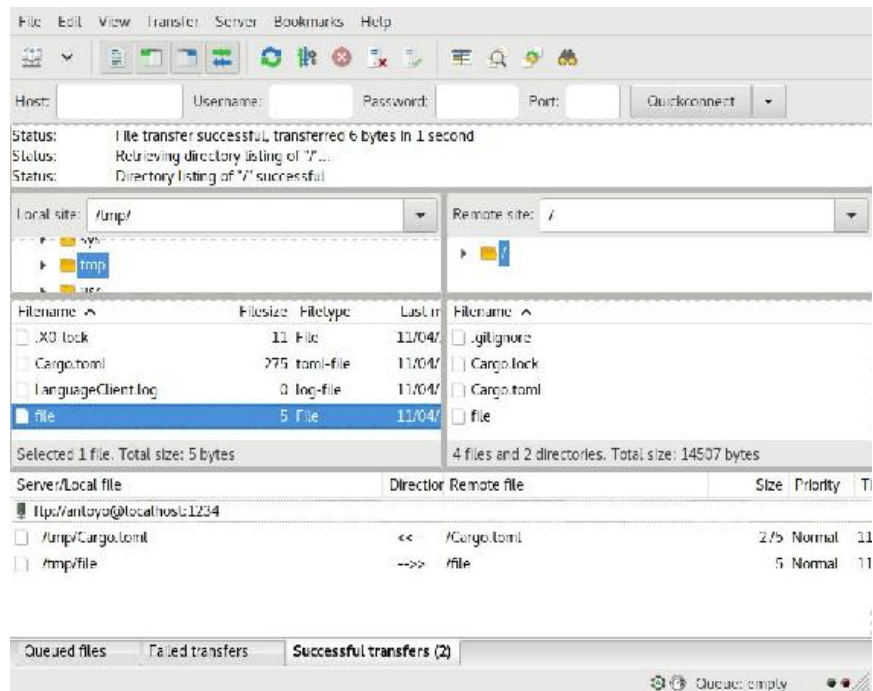 File Edit View Transfer Server Bookmarks Help
Host: Username: Password: Port: Quickconnect
Status: File transfer successful, transferred 6 bytes in 1 second
Status: Retrieving directory listing of "/"...
Status: Directory listing of "/" successful
Local site: /tmp/ Remote site: /
sys
tmp /
usr
Filename Filesize Filetype Last m Filename
.X0-lock 11 File 11/04/ .gitignore
Cargo.toml 275 toml-file 11/04/ Cargo.lock
LanguageClient.log 0 log-file 11/04/ Cargo.toml
file 5 File 11/04/ file
Selected 1 file. Total size: 5 bytes 4 files and 2 directories. Total size: 14507 bytes
Server/Local file Direction Remote file Size Priority Ti
ftp://antoyo@localhost:1234
/tmp/Cargo.toml << /Cargo.toml 275 Normal 11
/tmp/file -->> /file 5 Normal 11
Queued files Failed transfers Successful transfers (2)
Queue: empty